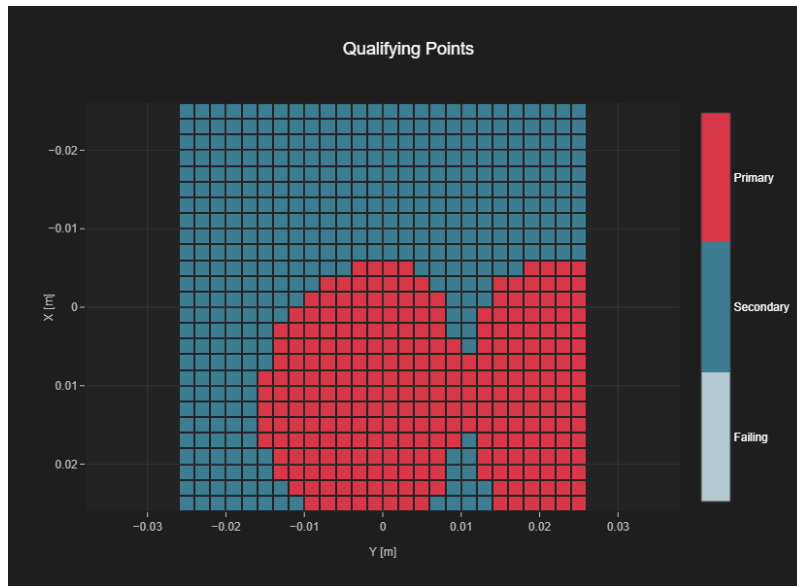 Qualifying Points
Primary
Secondary
Failing
X [m]
−0.02
−0.01
0
0.01
0.02
−0.03 −0.02 −0.01 0 0.01 0.02 0.03
Y [m]